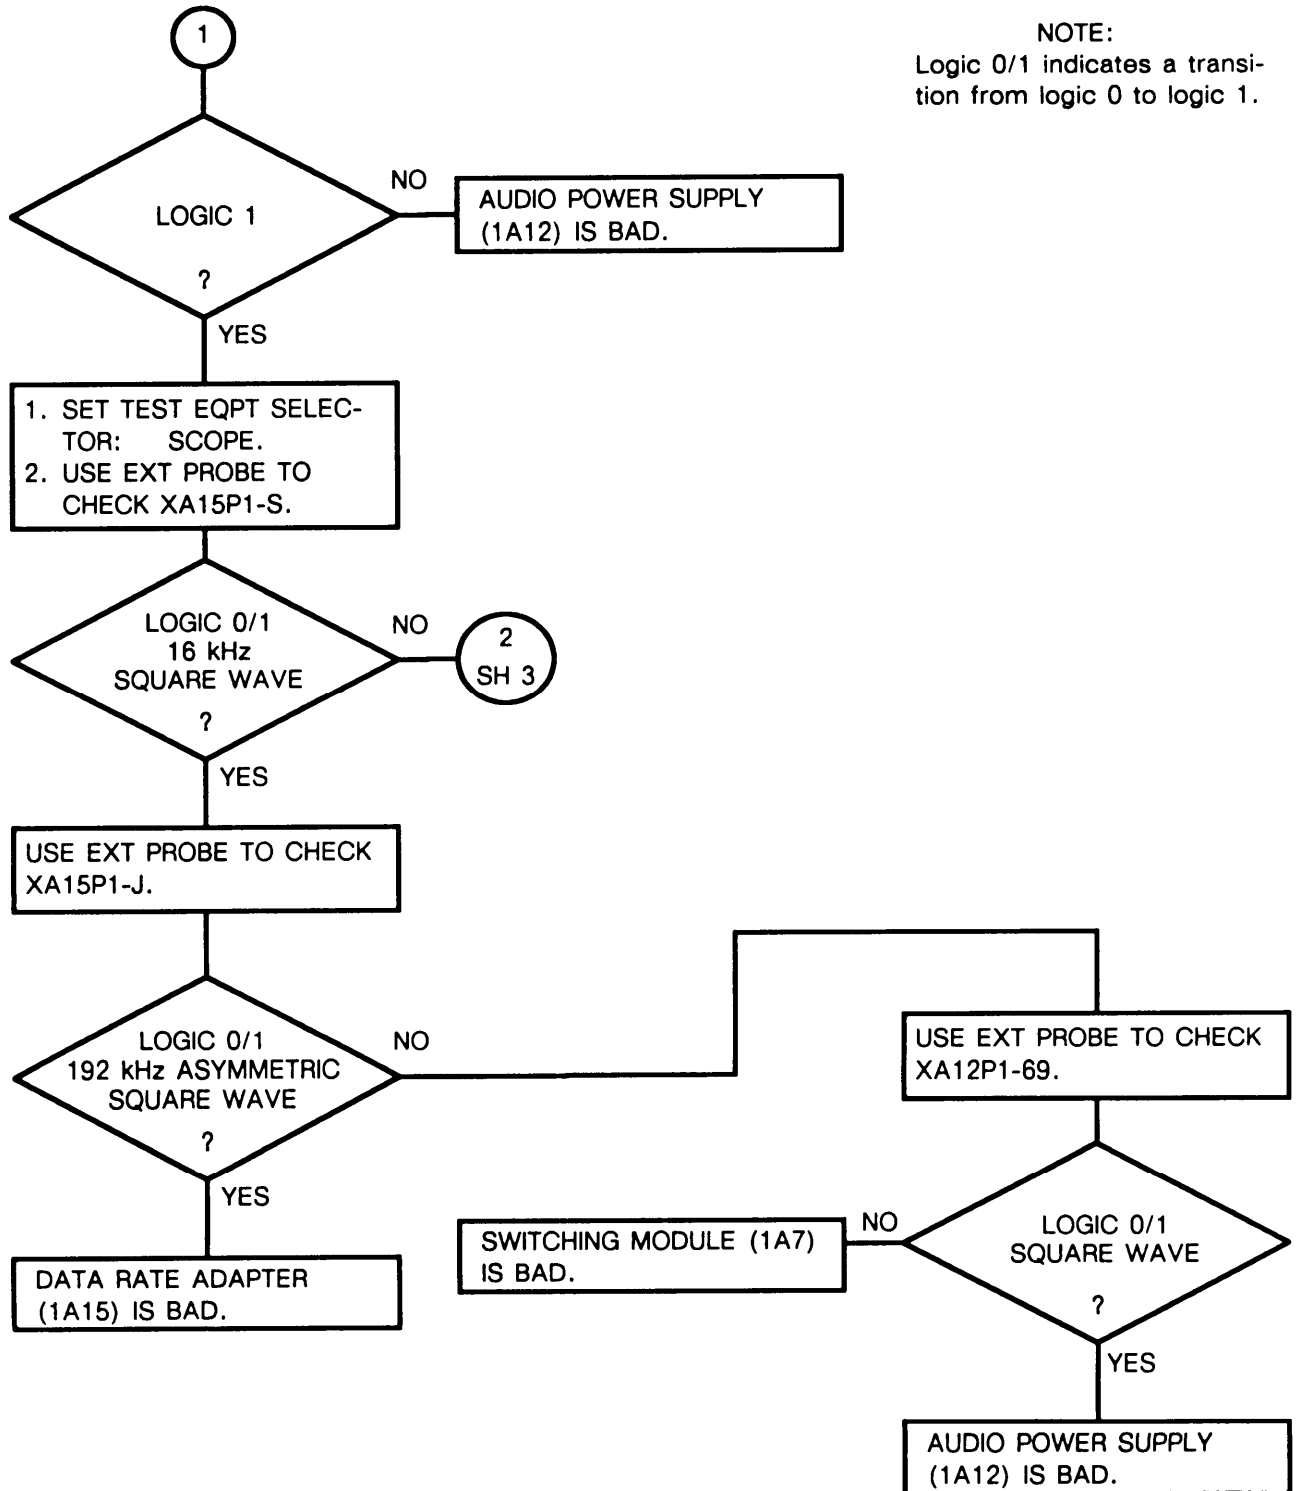 1
NOTE:
Logic 0/1 indicates a transi-
tion from logic 0 to logic 1.
LOGIC 1
?
NO
AUDIO POWER SUPPLY
(1A12) IS BAD.
YES
1. SET TEST EQPT SELEC-
TOR: SCOPE.
2. USE EXT PROBE TO
CHECK XA15P1-S.
LOGIC 0/1
16 kHz
SQUARE WAVE
?
NO
2
SH 3
YES
USE EXT PROBE TO CHECK
XA15P1-J.
LOGIC 0/1
192 kHz ASYMMETRIC
SQUARE WAVE
?
NO
YES
DATA RATE ADAPTER
(1A15) IS BAD.
USE EXT PROBE TO CHECK
XA12P1-69.
LOGIC 0/1
SQUARE WAVE
?
NO
SWITCHING MODULE (1A7)
IS BAD.
YES
AUDIO POWER SUPPLY
(1A12) IS BAD.